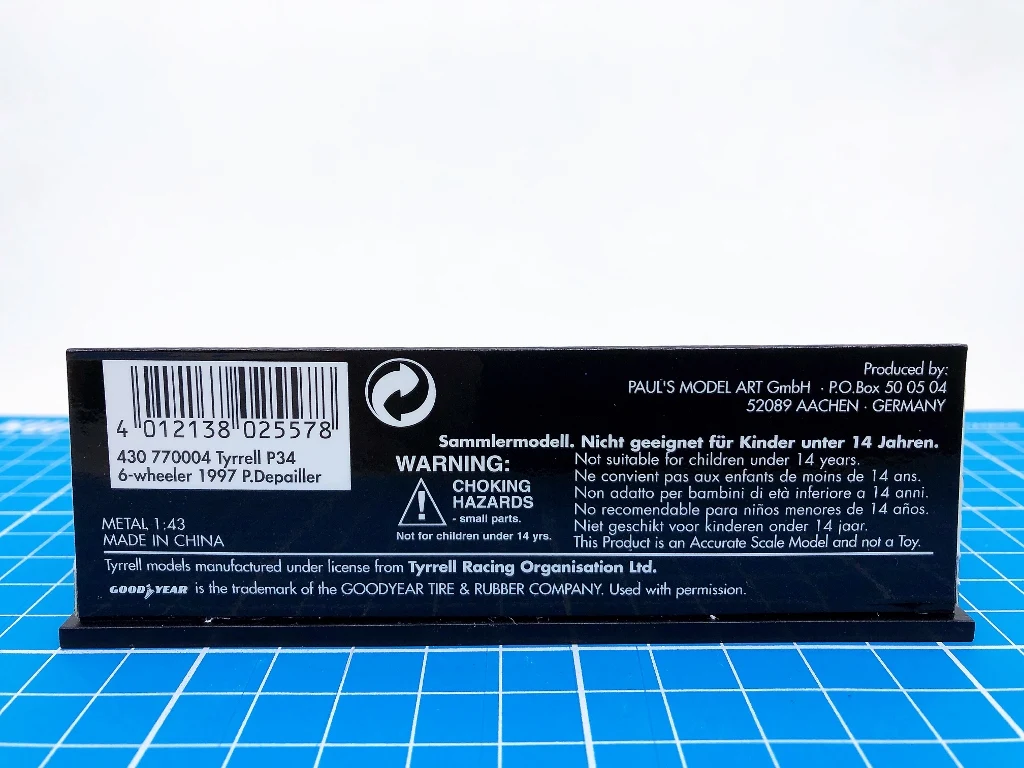 4 012138 025578
430 770004 Tyrrell P34
6-wheeler 1997 P.Depailler
METAL 1:43
MADE IN CHINA
Produced by:
PAUL'S MODEL ART GmbH · P.O.Box 50 05 04
52089 AACHEN · GERMANY
Sammlermodell. Nicht geeignet für Kinder unter 14 Jahren.
WARNING:
CHOKING
HAZARDS
- small parts.
Not for children under 14 yrs.
Not suitable for children under 14 years.
Ne convient pas aux enfants de moins de 14 ans.
Non adatto per bambini di età inferiore a 14 anni.
No recomendable para niños menores de 14 años.
Niet geschikt voor kinderen onder 14 jaar.
This Product is an Accurate Scale Model and not a Toy.
Tyrrell models manufactured under license from Tyrrell Racing Organisation Ltd.
GOODYEAR is the trademark of the GOODYEAR TIRE & RUBBER COMPANY. Used with permission.